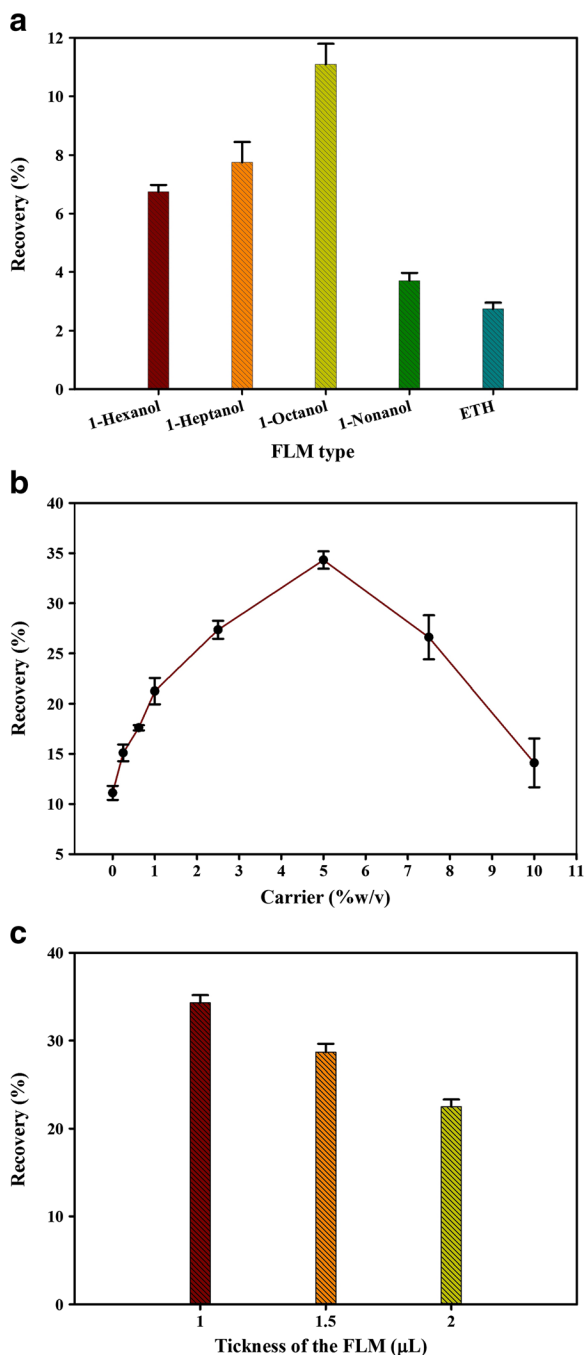 a
12
10
8
6
4
2
0
Recovery (%)
1-Hexanol 1-Heptanol 1-Octanol 1-Nonanol ETH
FLM type
b
40
35
30
25
20
15
10
5
Recovery (%)
0 1 2 3 4 5 6 7 8 9 10 11
Carrier (%w/v)
c
40
30
20
10
0
Recovery (%)
1 1.5 2
Tickness of the FLM (μL)